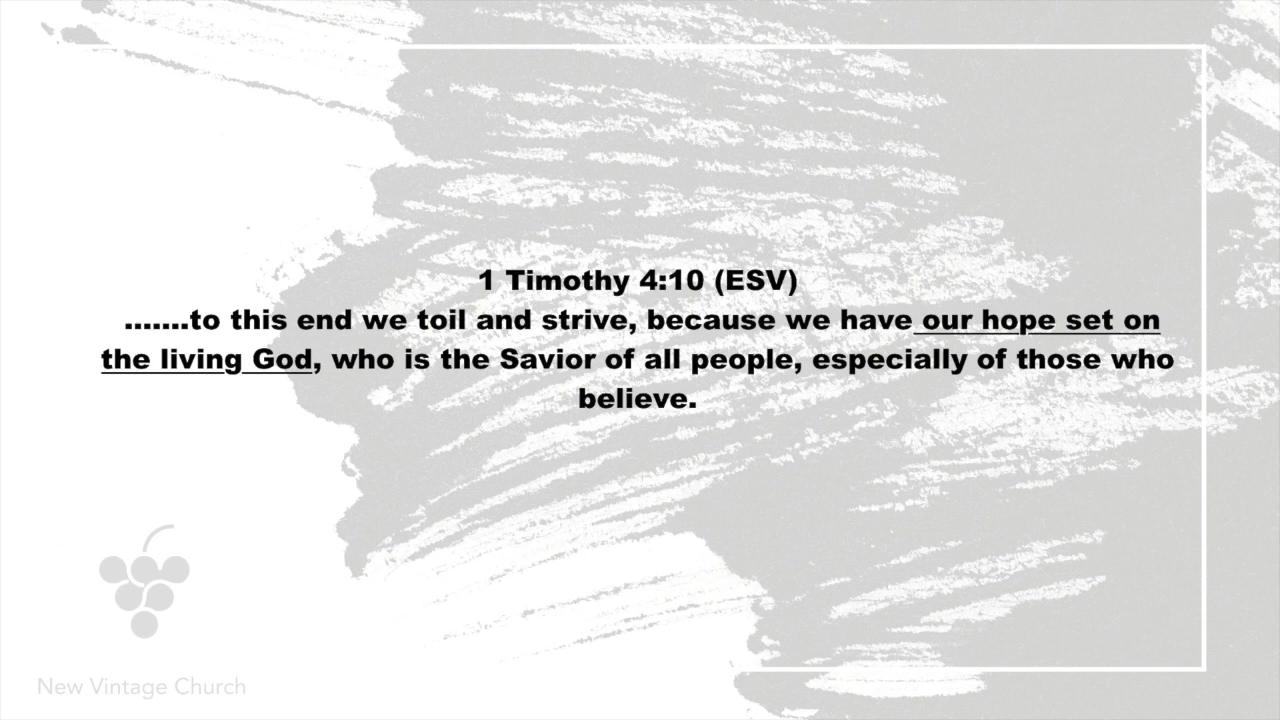 1 Timothy 4:10 (ESV)
.......to this end we toil and strive, because we have our hope set on
the living God, who is the Savior of all people, especially of those who
believe.
New Vintage Church